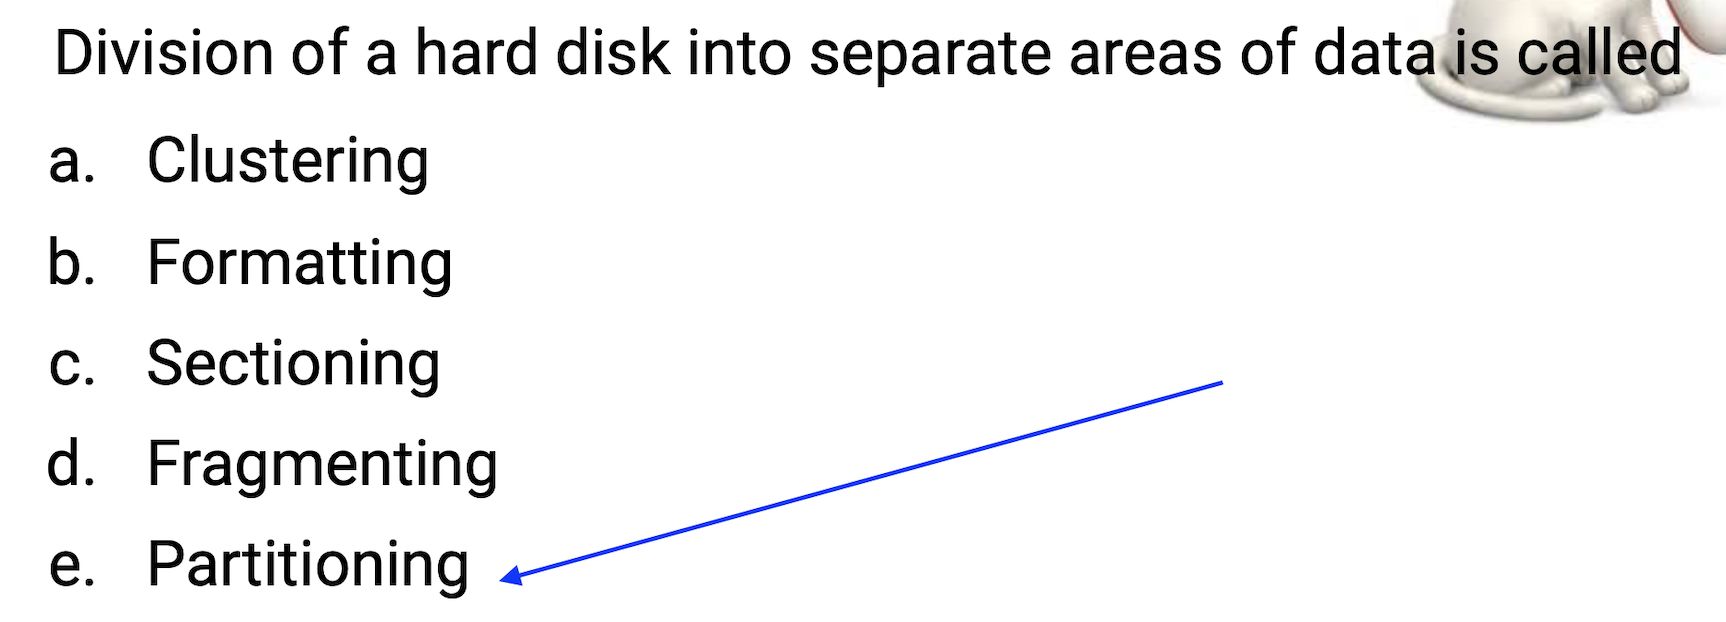 Division of a hard disk into separate areas of data is called
a. Clustering
b. Formatting
c. Sectioning
d. Fragmenting
e. Partitioning